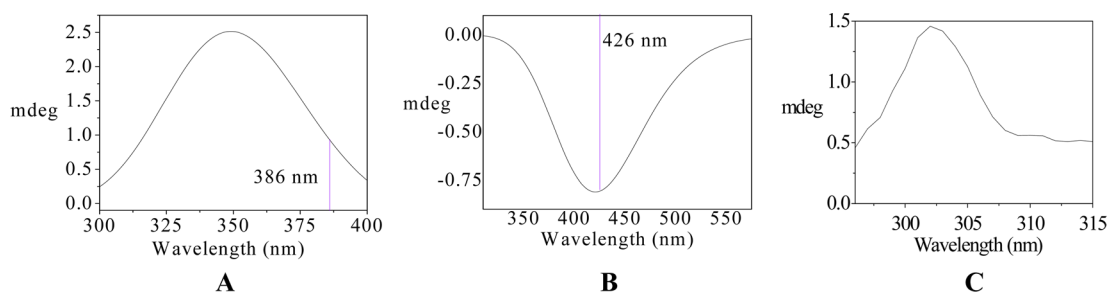 2.5
2.0
1.5
1.0
0.5
0.0
mdeg
386 nm
300 325 350 375 400
Wavelength (nm)
A
0.00
-0.25
-0.50
-0.75
mdeg
426 nm
350 400 450 500 550
Wavelength (nm)
B
1.5
1.0
0.5
0.0
mdeg
300 305 310 315
Wavelength (nm)
C